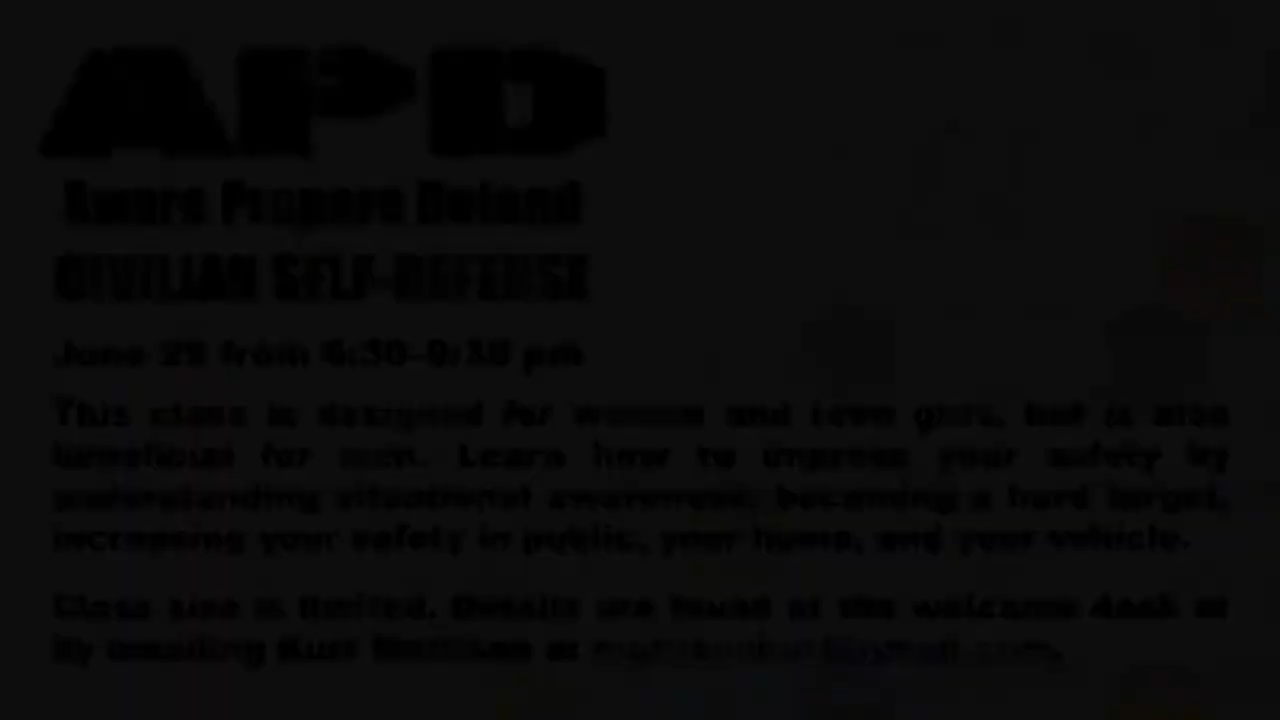 APD
Aware Prepare Defend
CIVILIAN SELF-DEFENSE
June 29 from 6:30-8:30 pm
This class is designed for women and teen girls, but is also
beneficial for men. Learn how to improve your safety by
understanding situational awareness, becoming a hard target,
increasing your safety in public, your home, and your vehicle.
Class size is limited. Details are found at the welcome desk or
by emailing Kurt at